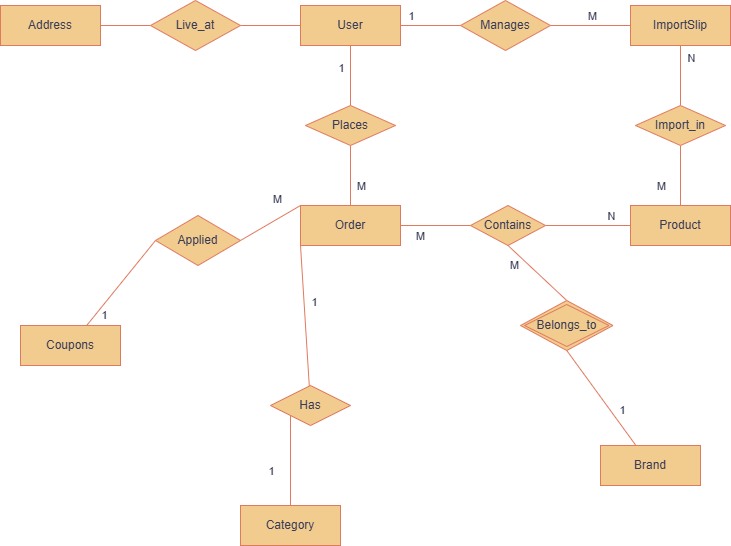 Address
Live_at
User
1
Manages
M
ImportSlip
1
N
Places
Import_in
M
M
M
Order
Contains
N
Product
Applied
M
M
1
1
Coupons
Belongs_to
Has
1
1
Brand
Category